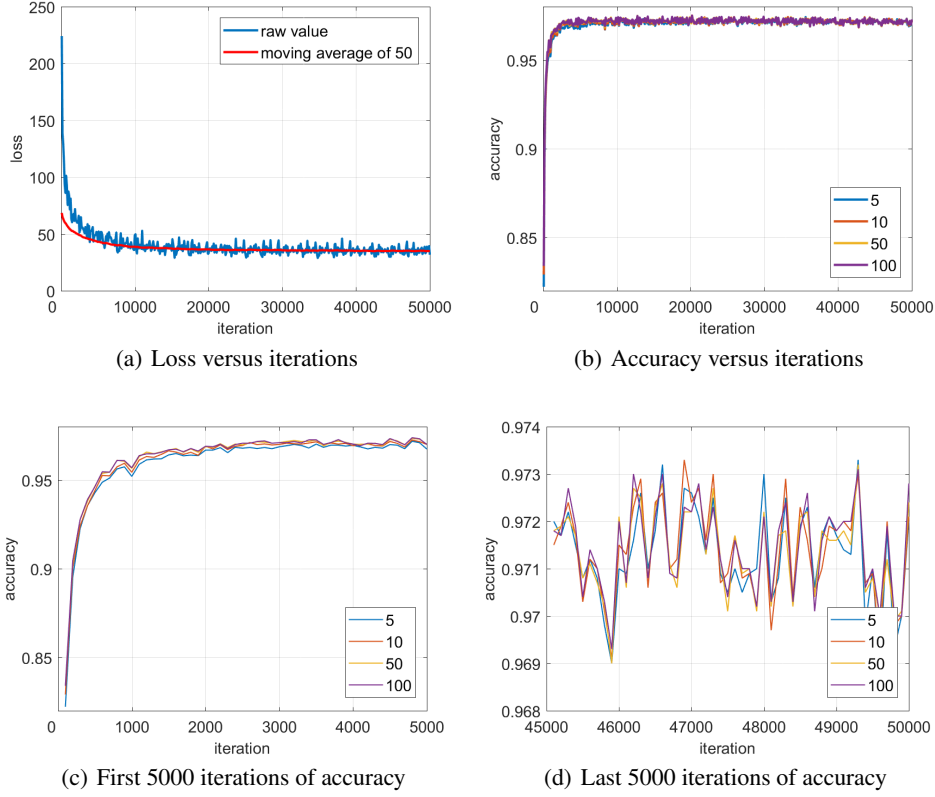 250
200
150
100
50
0
loss
raw value
moving average of 50
0 10000 20000 30000 40000 50000
iteration
(a) Loss versus iterations
0.95
0.9
0.85
accuracy
5
10
50
100
0 10000 20000 30000 40000 50000
iteration
(b) Accuracy versus iterations
0.95
0.9
0.85
accuracy
5
10
50
100
0 1000 2000 3000 4000 5000
iteration
(c) First 5000 iterations of accuracy
0.974
0.973
0.972
0.971
0.97
0.969
0.968
accuracy
5
10
50
100
45000 46000 47000 48000 49000 50000
iteration
(d) Last 5000 iterations of accuracy